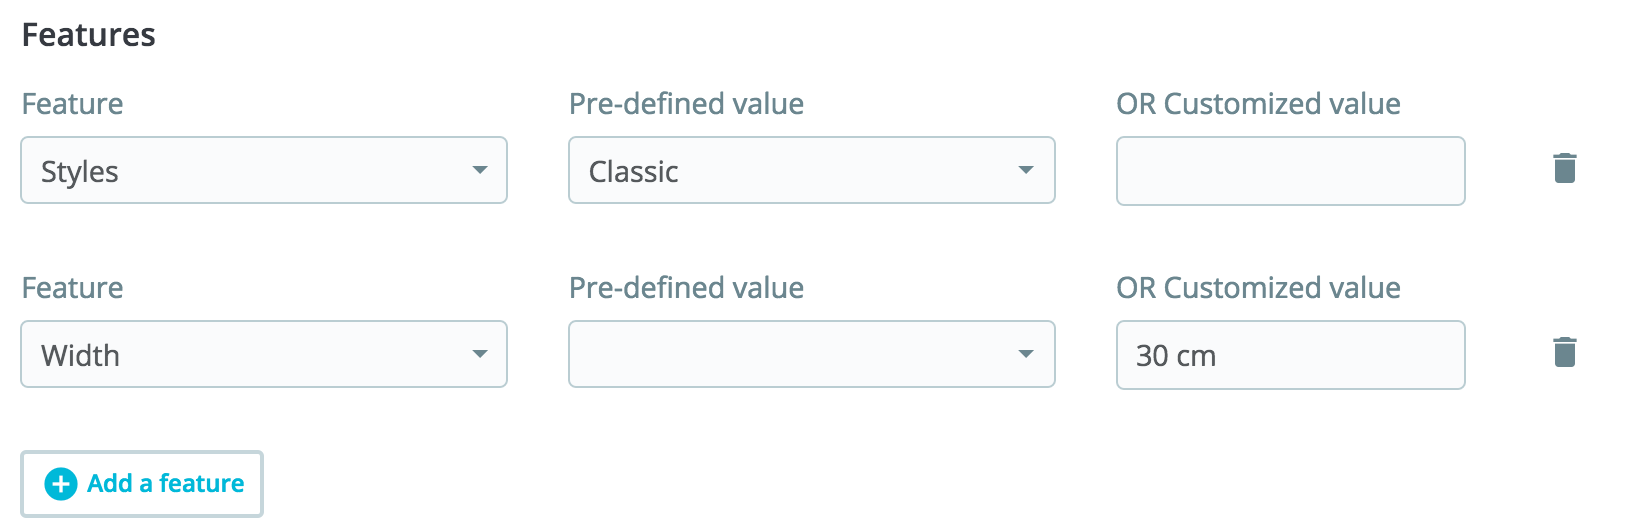 Features
Feature Pre-defined value OR Customized value
Styles Classic
Feature Pre-defined value OR Customized value
Width 30 cm
Add a feature